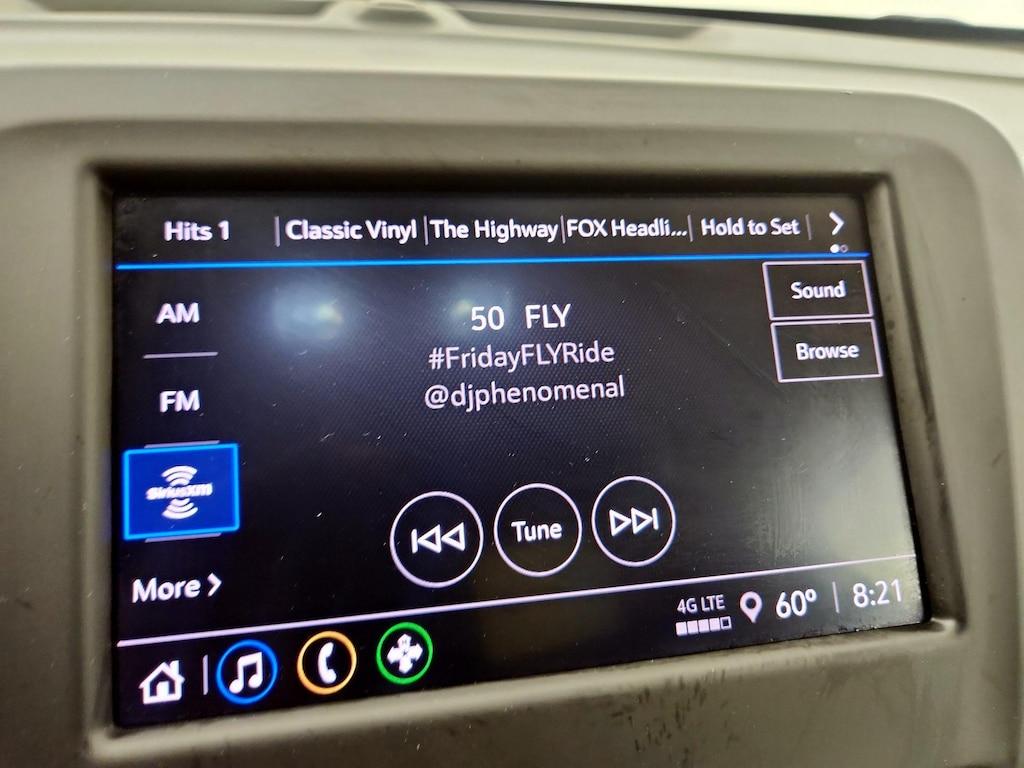 Hits 1 | Classic Vinyl | The Highway | FOX Headli... | Hold to Set
Sound
AM
50 FLY
#FridayFLYRide
Browse
@djphenomenal
FM
SiriusXM
Tune
More
4G LTE
60° | 8:21